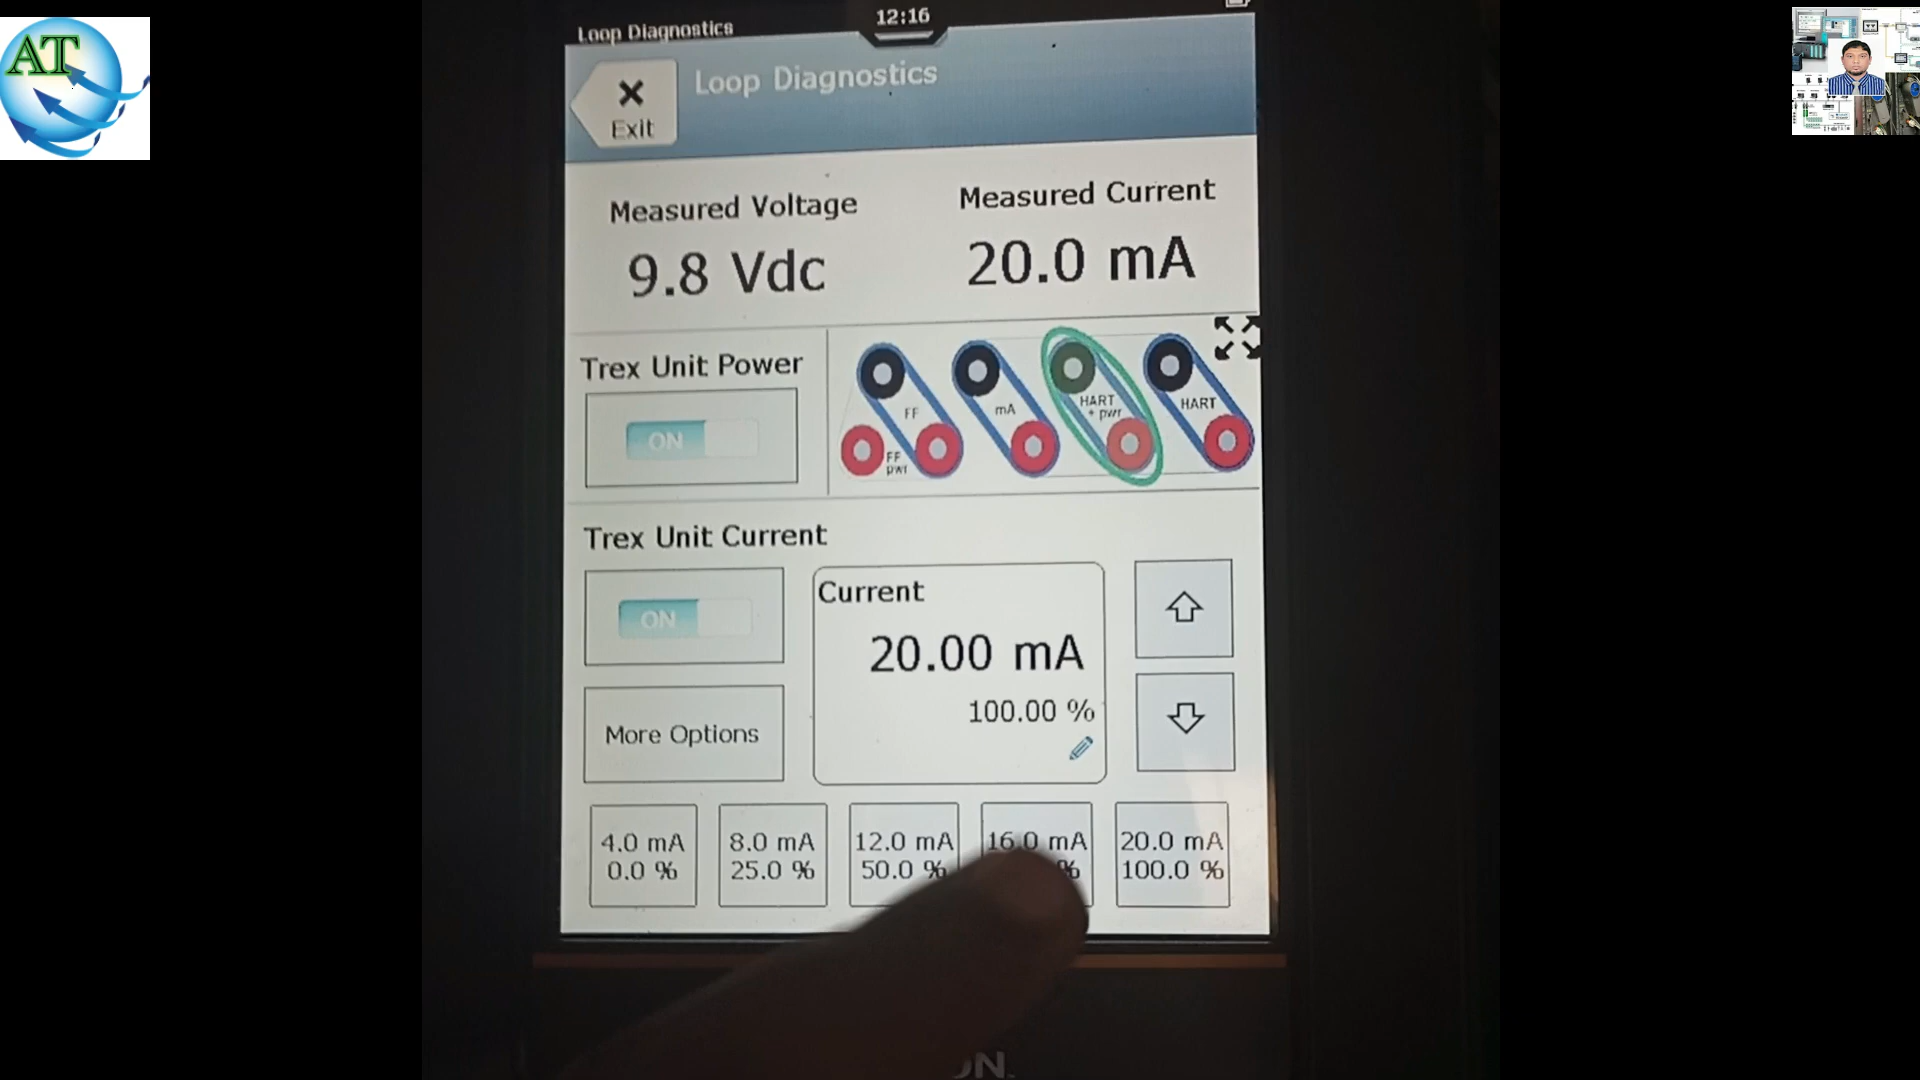 AT
Loop Diagnostics
12:16
Exit
Loop Diagnostics
Measured Voltage
Measured Current
9.8 Vdc
20.0 mA
Trex Unit Power
ON
FF
FF
pwr
mA
HART
+ pwr
HART
Trex Unit Current
ON
Current
20.00 mA
100.00 %
More Options
4.0 mA
0.0 %
8.0 mA
25.0 %
12.0 mA
50.0 %
16.0 mA
%
20.0 mA
100.0 %